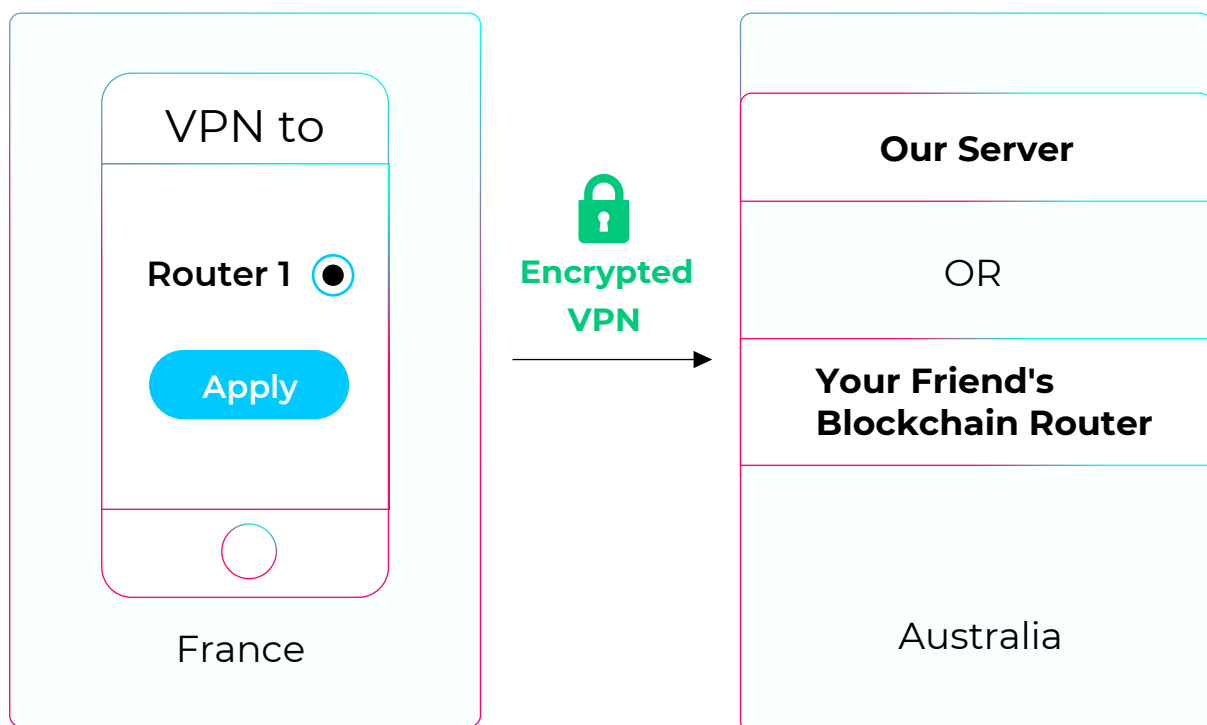 VPN to
Router 1
Apply
France
Encrypted
VPN
Our Server
OR
Your Friend's
Blockchain Router
Australia